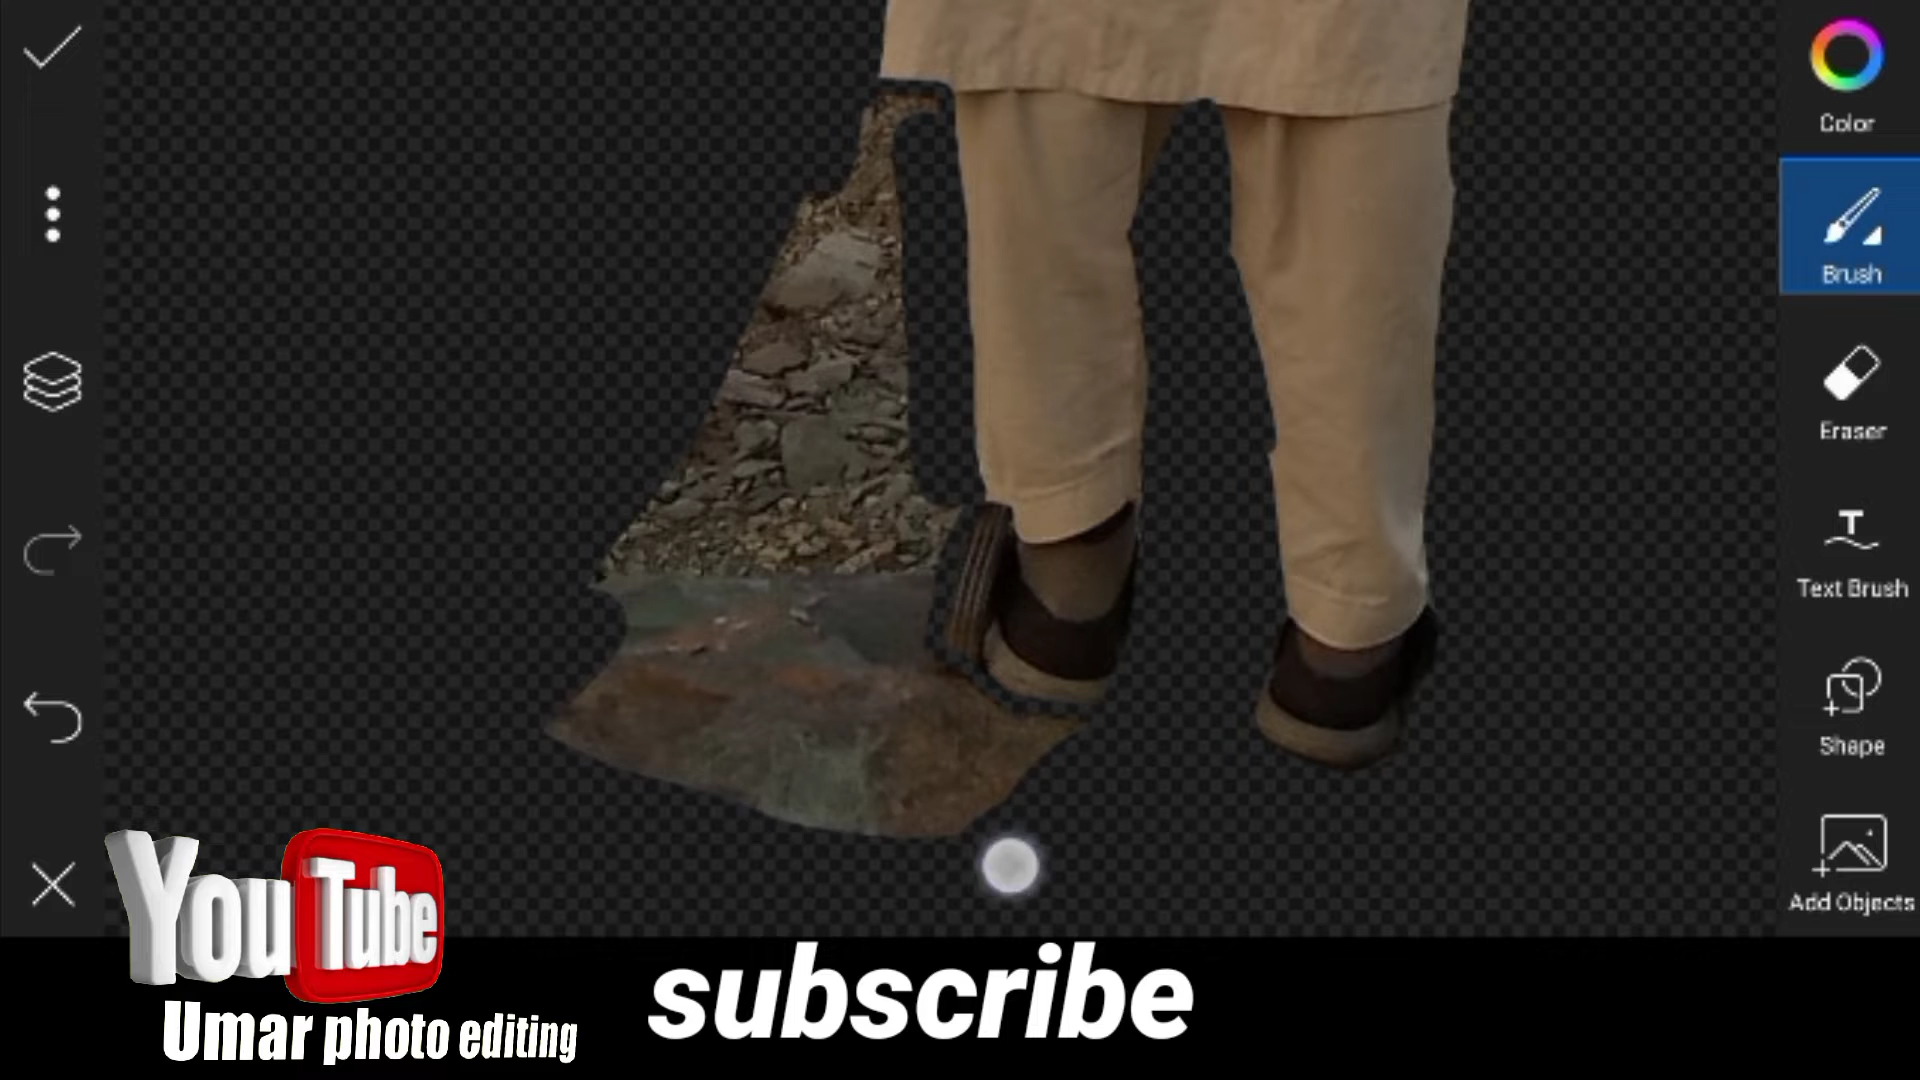 Color
Brush
Eraser
Text Brush
Shape
Add Objects
YouTube
Umar photo editing
subscribe